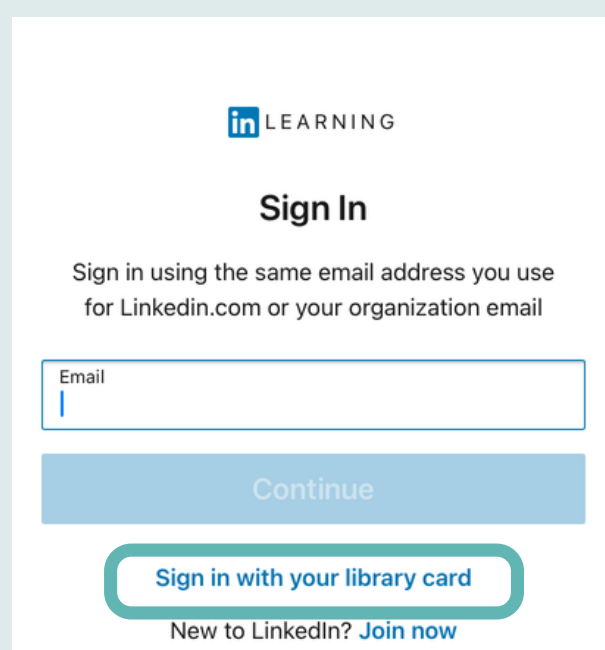 in LEARNING
Sign In
Sign in using the same email address you use
for Linkedin.com or your organization email
Email
Continue
Sign in with your library card
New to LinkedIn? Join now